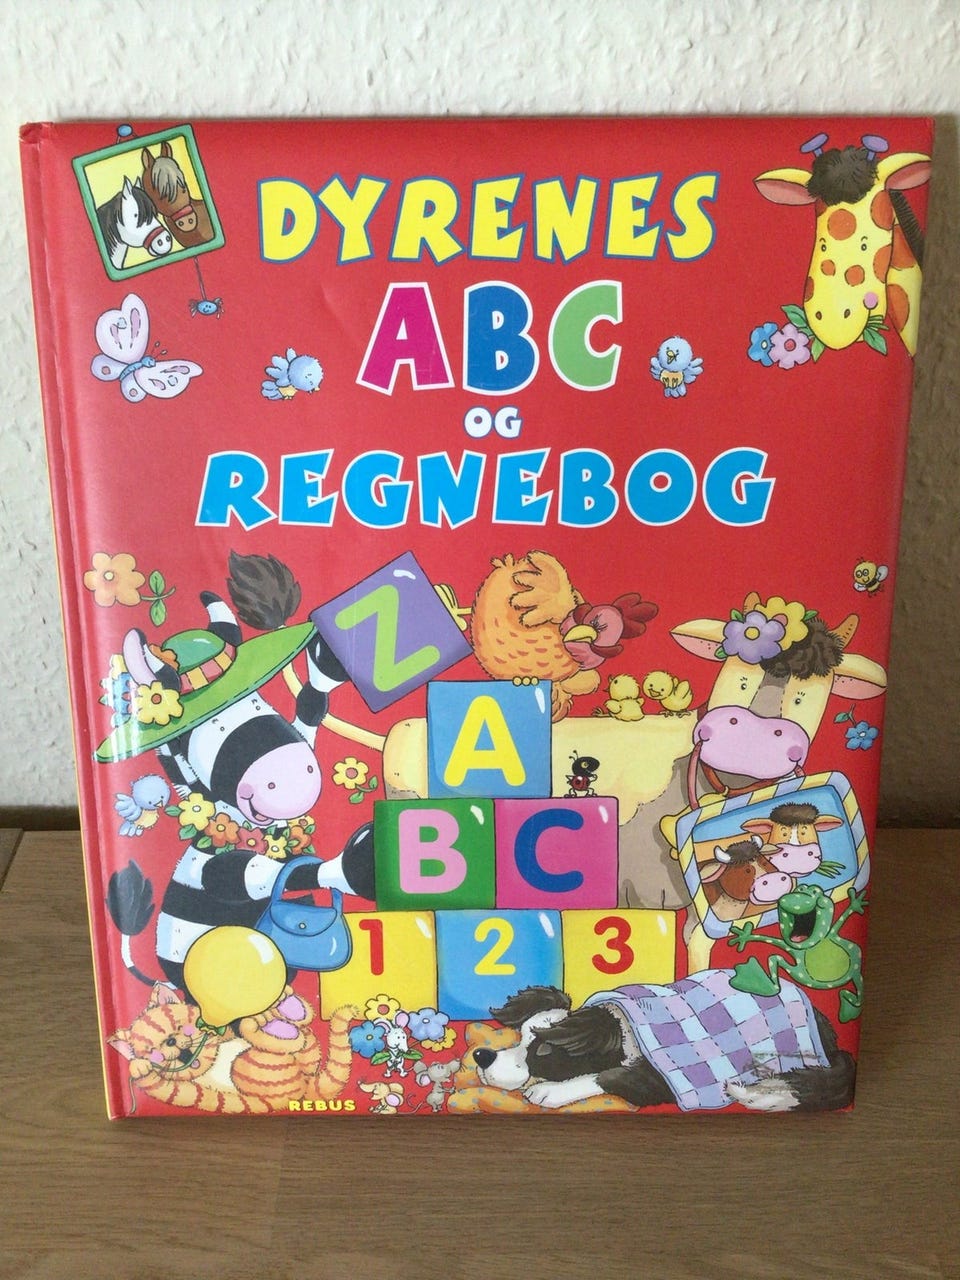 DYRENES
ABC
OG
REGNEBOG
Z
A
B C
1 2 3
REBUS